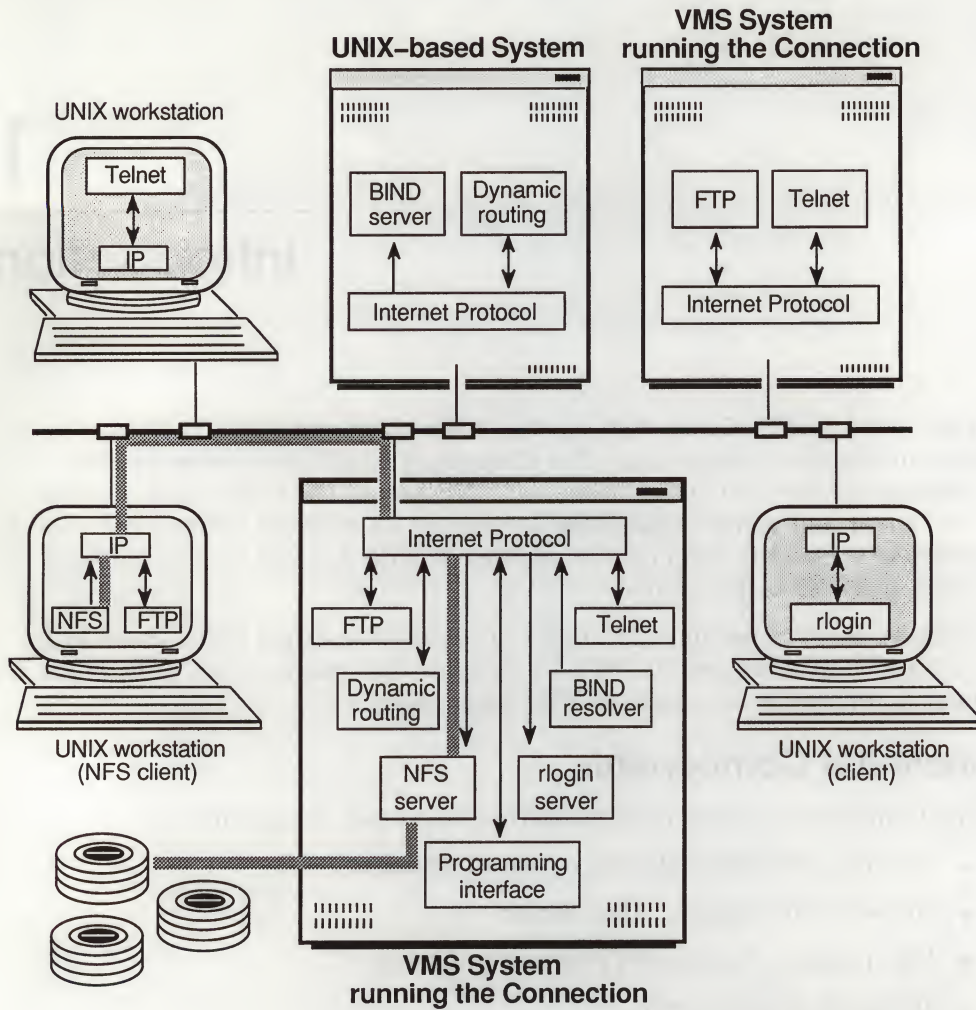 UNIX–based System
VMS System
running the Connection
UNIX workstation
Telnet
IP
BIND
server
Dynamic
routing
Internet Protocol
FTP
Telnet
Internet Protocol
IP
NFS
FTP
UNIX workstation
(NFS client)
Internet Protocol
FTP
Telnet
Dynamic
routing
BIND
resolver
NFS
server
rlogin
server
Programming
interface
VMS System
running the Connection
IP
rlogin
UNIX workstation
(client)